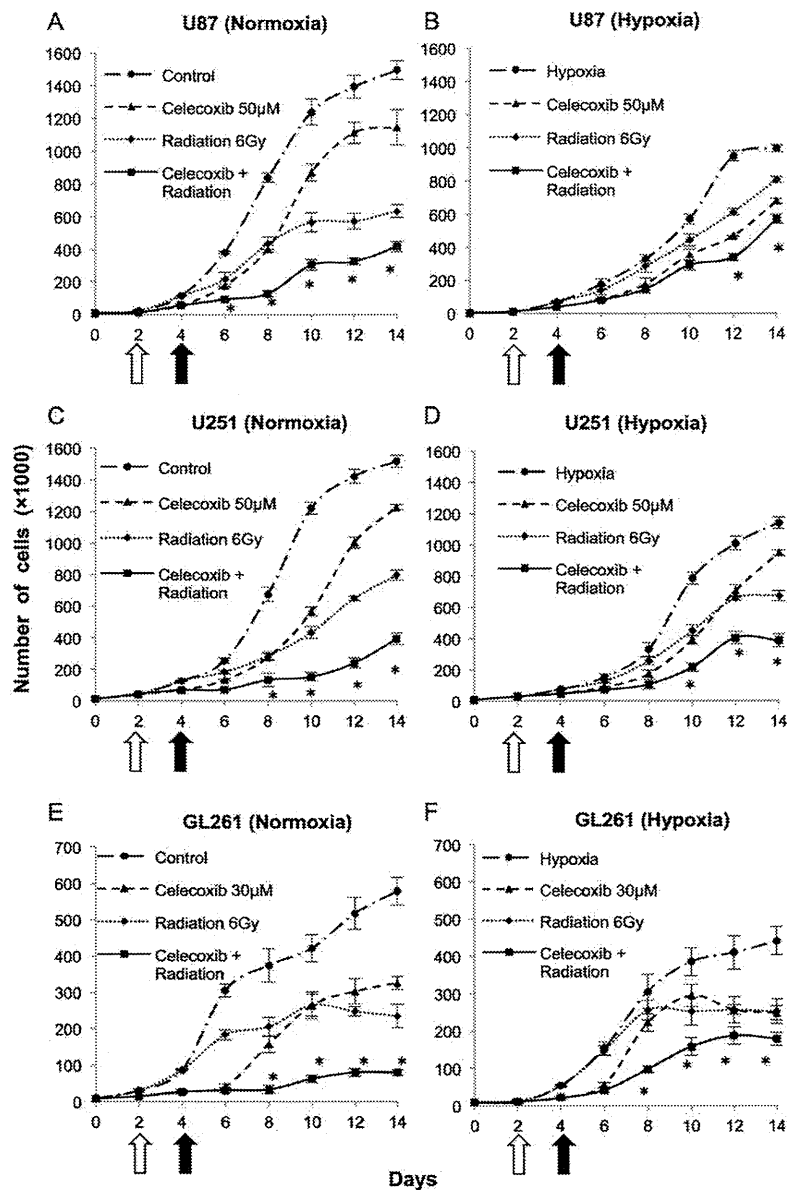 A
U87 (Normoxia)
1600
1400
1200
1000
800
600
400
200
0
Control
Celecoxib 50μM
Radiation 6Gy
Celecoxib +
Radiation
* * * * *
0 2 4 6 8 10 12 14
B
U87 (Hypoxia)
1600
1400
1200
1000
800
600
400
200
0
Hypoxia
Celecoxib 50μM
Radiation 6Gy
Celecoxib +
Radiation
* *
0 2 4 6 8 10 12 14
Number of cells (×1000)
C
U251 (Normoxia)
1600
1400
1200
1000
800
600
400
200
0
Control
Celecoxib 50μM
Radiation 6Gy
Celecoxib +
Radiation
* * * *
0 2 4 6 8 10 12 14
D
U251 (Hypoxia)
1600
1400
1200
1000
800
600
400
200
0
Hypoxia
Celecoxib 50μM
Radiation 6Gy
Celecoxib +
Radiation
* * *
0 2 4 6 8 10 12 14
E
GL261 (Normoxia)
700
600
500
400
300
200
100
0
Control
Celecoxib 30μM
Radiation 6Gy
Celecoxib +
Radiation
* * * *
0 2 4 6 8 10 12 14
F
GL261 (Hypoxia)
700
600
500
400
300
200
100
0
Hypoxia
Celecoxib 30μM
Radiation 6Gy
Celecoxib +
Radiation
* * * *
0 2 4 6 8 10 12 14
Days